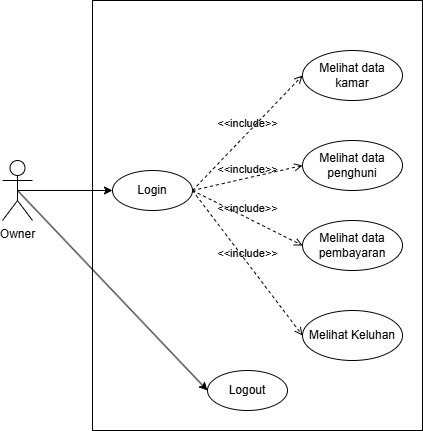 Melihat data
kamar
<<include>>
Melihat data
penghuni
<<include>>
Login
<<include>>
Owner
Melihat data
pembayaran
<<include>>
Melihat Keluhan
Logout